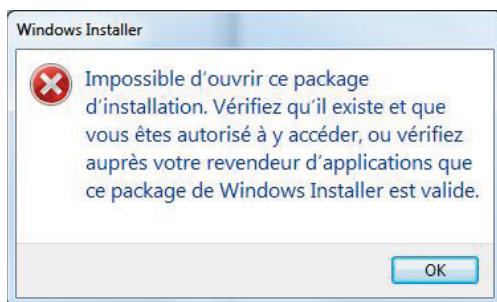 Windows Installer
Impossible d'ouvrir ce package
d'installation. Vérifiez qu'il existe et que
vous êtes autorisé à y accéder, ou vérifiez
auprès votre revendeur d'applications que
ce package de Windows Installer est valide.
OK